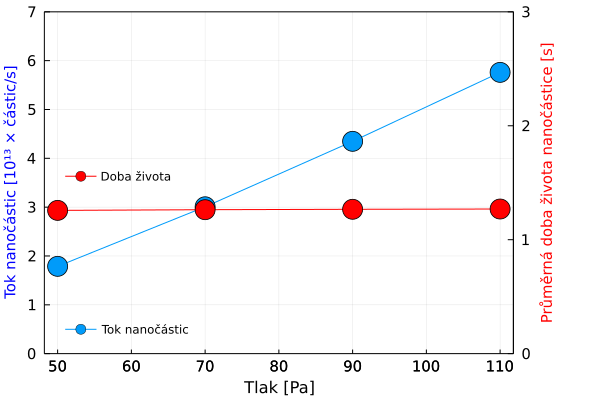 7
6
5
4
3
2
1
0
Tok nanočástic [10¹³ × částic/s]
3
2
1
0
Průměrná doba života nanočástice [s]
Doba života
Tok nanočástic
50 60 70 80 90 100 110
Tlak [Pa]